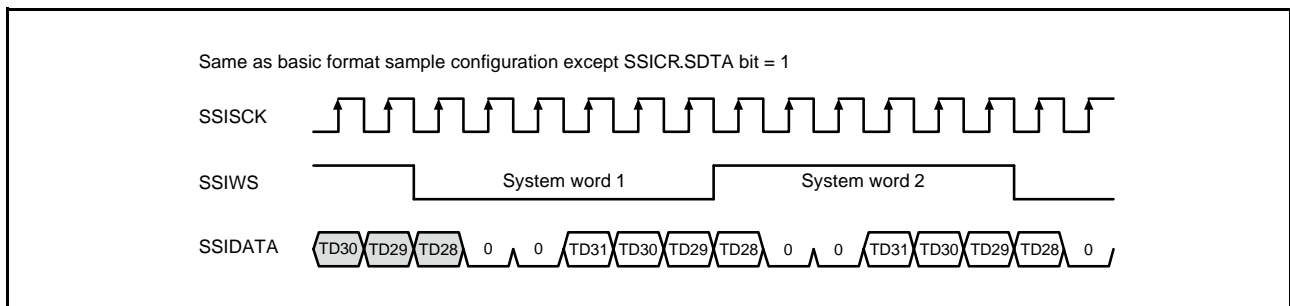 Same as basic format sample configuration except SSICR.SDTA bit = 1
SSISCK
SSIWS System word 1 System word 2
SSIDATA TD30 TD29 TD28 0 0 TD31 TD30 TD29 TD28 0 0 TD31 TD30 TD29 TD28 0